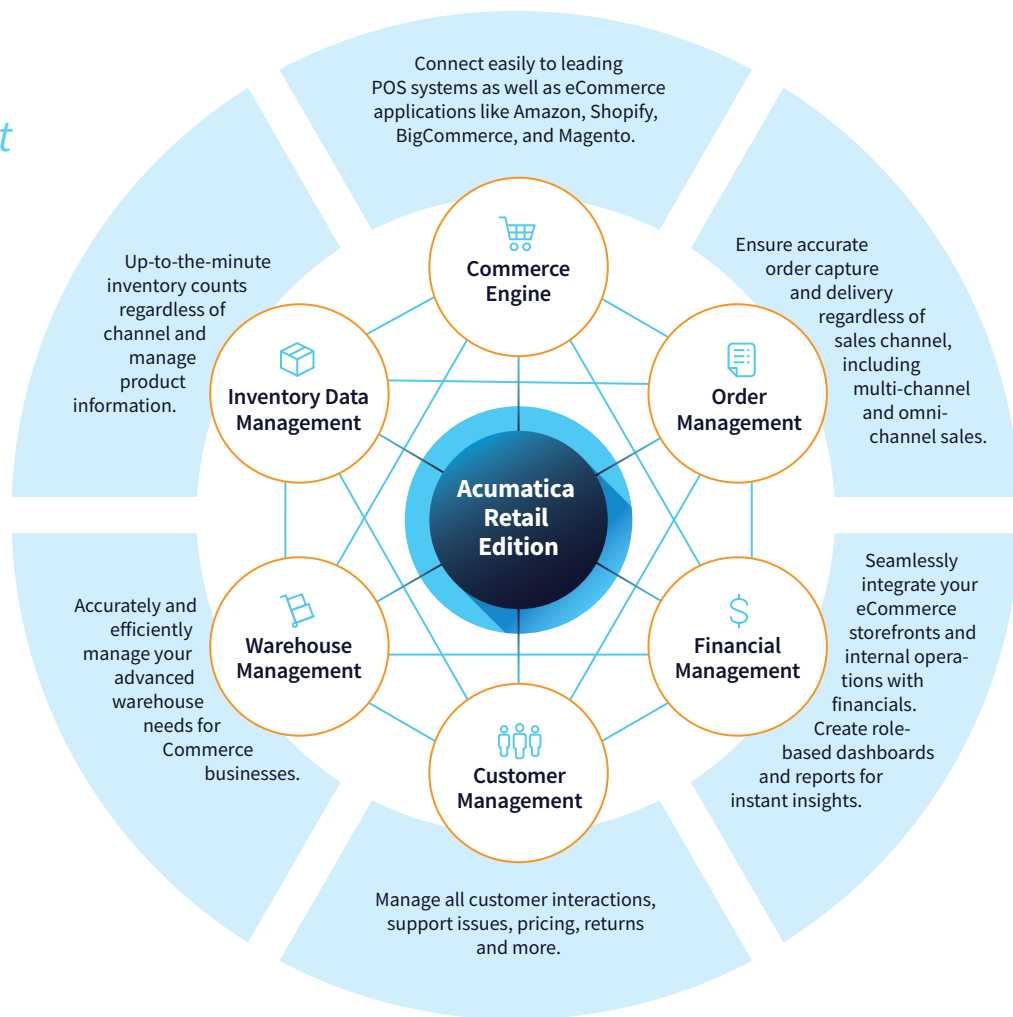 t
Connect easily to leading
POS systems as well as eCommerce
applications like Amazon, Shopify,
BigCommerce, and Magento.
Commerce
Engine
Ensure accurate
order capture
and delivery
regardless of
sales channel,
including
multi-channel
and omni-
channel sales.
Order
Management
Up-to-the-minute
inventory counts
regardless of
channel and
manage
product
information.
Inventory Data
Management
Acumatica
Retail
Edition
Accurately and
efficiently
manage your
advanced
warehouse
needs for
Commerce
businesses.
Warehouse
Management
Seamlessly
integrate your
eCommerce
storefronts and
internal opera-
tions with
financials.
Create role-
based dashboards
and reports for
instant insights.
Financial
Management
Customer
Management
Manage all customer interactions,
support issues, pricing, returns
and more.